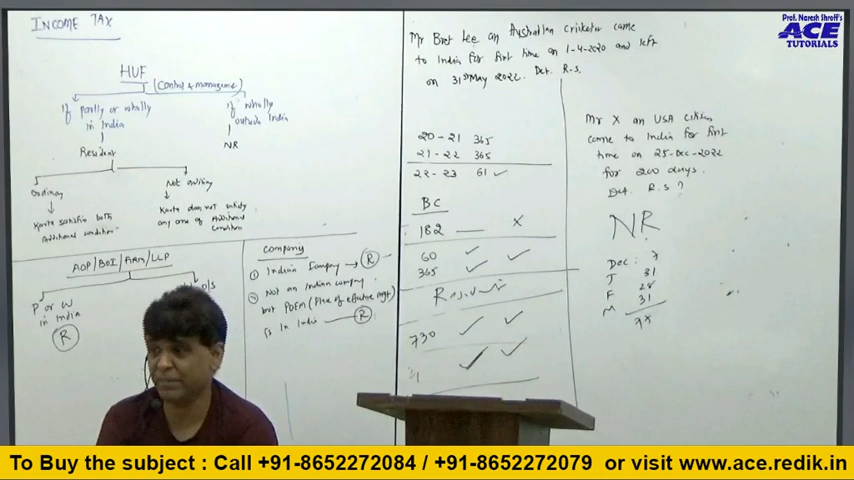 INCOME TAX
HUF
(Control & management)
If partly or wholly
in India
Resident
If wholly
outside India
NR
Ordinary
Karta satisfies both
Additional condition
Not ordinary
Karta does not satisfy
any one of Additional
Condition
AOP/BOI/FIRM/LLP
P or W
in India
R
o/s
Company
① Indian Company → R
② Not an Indian company
but POEM (Place of effective mgt)
is In India → R
Mr Bret Lee an Australian cricketer came
to India for first time on 1-4-2020 and left
on 31st May 2022. Det. R.S.
20-21 365
21-22 365
22-23 61 ✓
BC
182 — X
60 ✓ ✓
365 ✓ ✓
730 ✓ ✓
✓ ✓
Mr X an USA citizen
came to India for first
time on 25-Dec-2022
for 200 days.
Det. R.S?
NR
Dec: 7
J 31
F 28
M 31
Prof. Naresh Shroff's
ACE
TUTORIALS
To Buy the subject : Call +91-8652272084 / +91-8652272079 or visit www.ace.redik.in